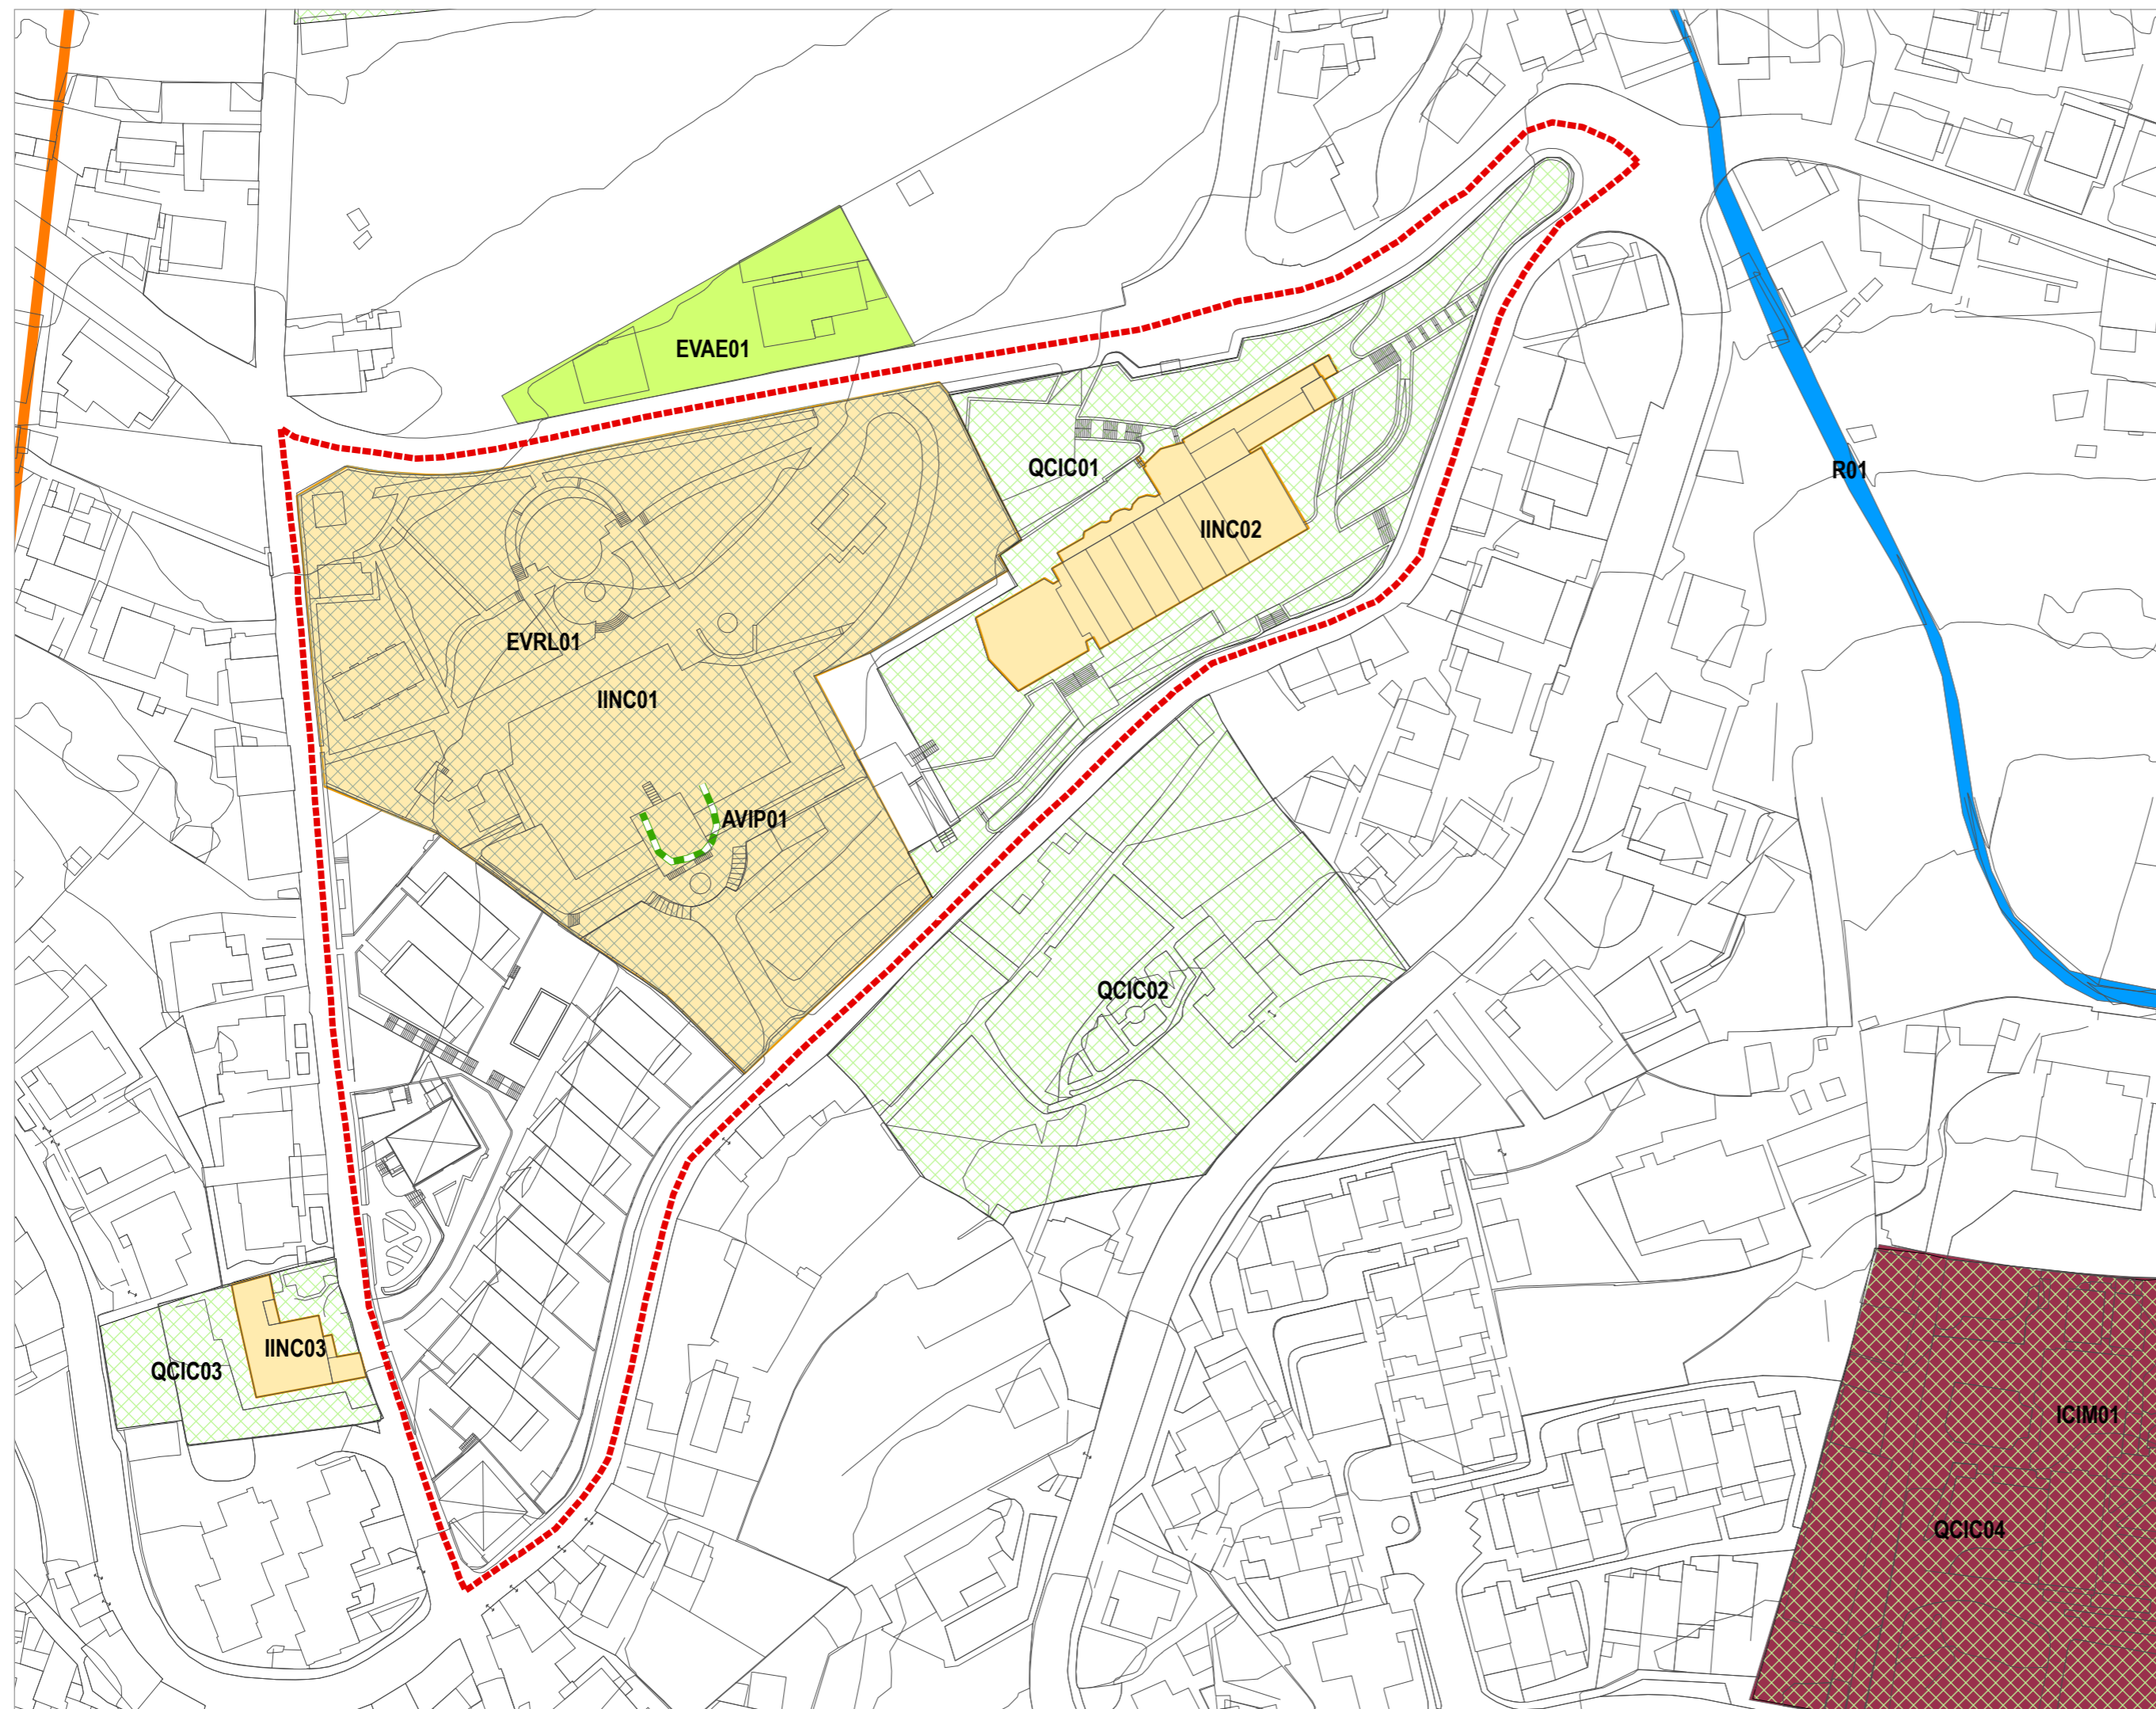 EVAE01
QCIC01
R01
IINC02
EVRL01
IINC01
AVIP01
QCIC02
IINC03
QCIC03
ICIM01
QCIC04